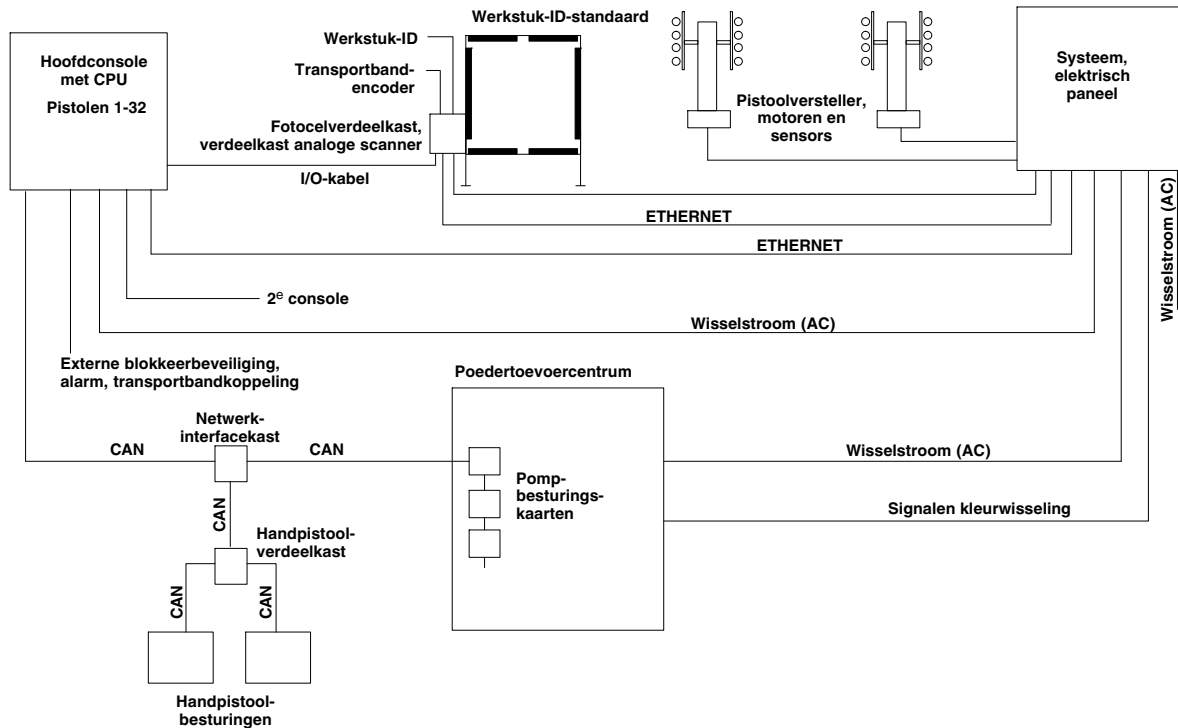 Werkstuk-ID-standaard
Hoofdconsole
met CPU
Pistolen 1-32
Werkstuk-ID
Transportband-
encoder
Fotocelverdeelkast,
verdeelkast analoge scanner
I/O-kabel
Pistoolversteller,
motoren en
sensors
Systeem,
elektrisch
paneel
ETHERNET
ETHERNET
Wisselstroom (AC)
2e console
Wisselstroom (AC)
Externe blokkeerbeveiliging,
alarm, transportbandkoppeling
Poedertoevoercentrum
Netwerk-
interfacekast
CAN
CAN
Wisselstroom (AC)
Pomp-
besturings-
kaarten
Signalen kleurwisseling
CAN
Handpistool-
verdeelkast
CAN
CAN
Handpistool-
besturingen